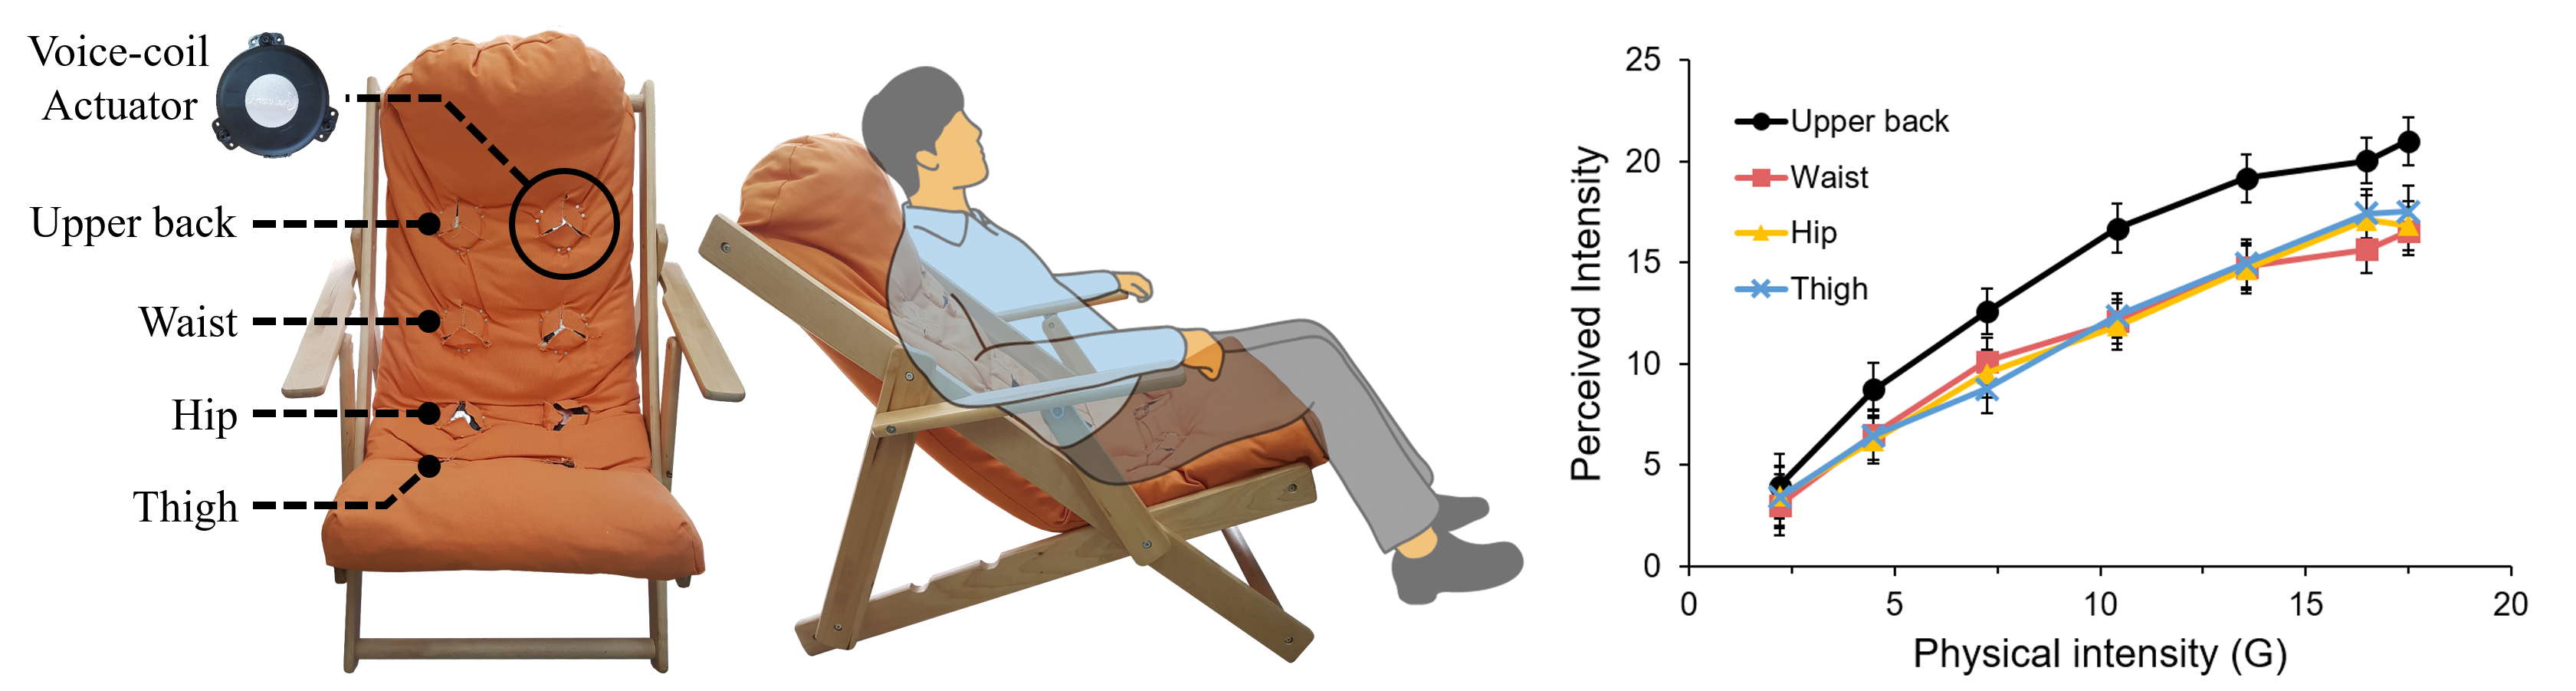 Voice-coil
Actuator
Upper back
Waist
Hip
Thigh
25
20
15
10
5
0
Perceived Intensity
Upper back
Waist
Hip
Thigh
0 5 10 15 20
Physical intensity (G)